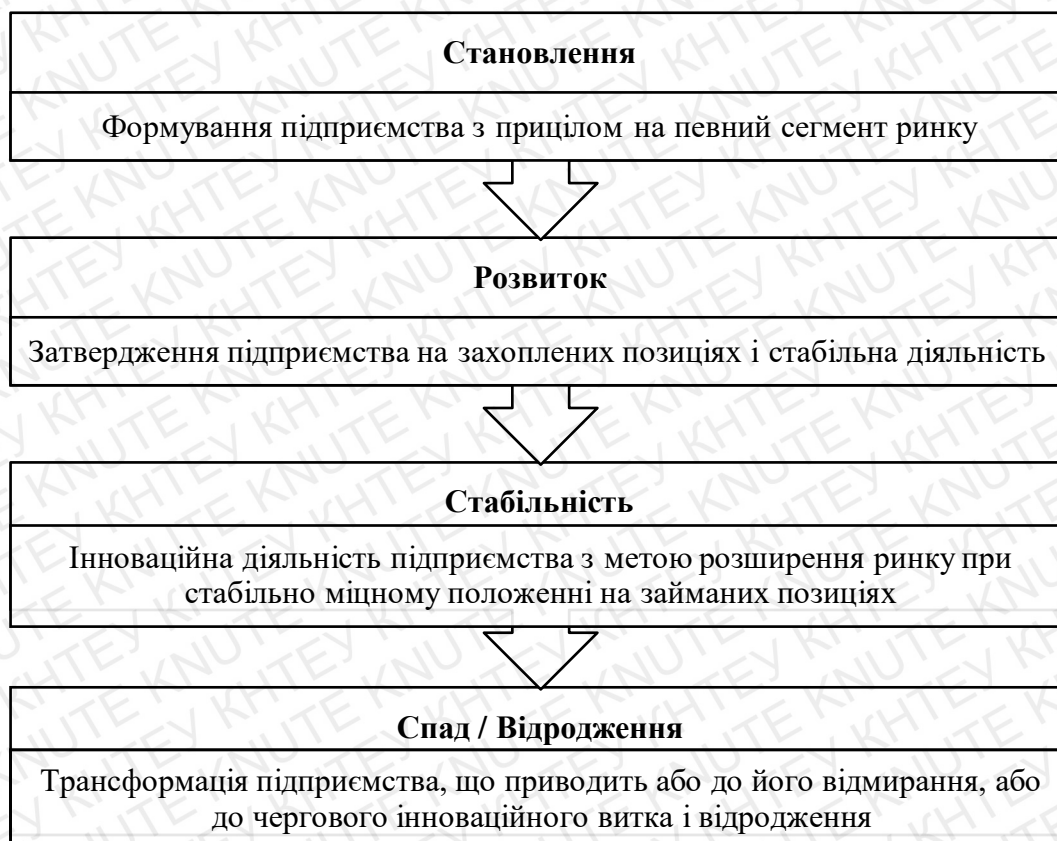 Становлення
Формування підприємства з прицілом на певний сегмент ринку
Розвиток
Затвердження підприємства на захоплених позиціях і стабільна діяльність
Стабільність
Інноваційна діяльність підприємства з метою розширення ринку при
стабільно міцному положенні на займаних позиціях
Спад / Відродження
Трансформація підприємства, що приводить або до його відмирання, або
до чергового інноваційного витка і відродження